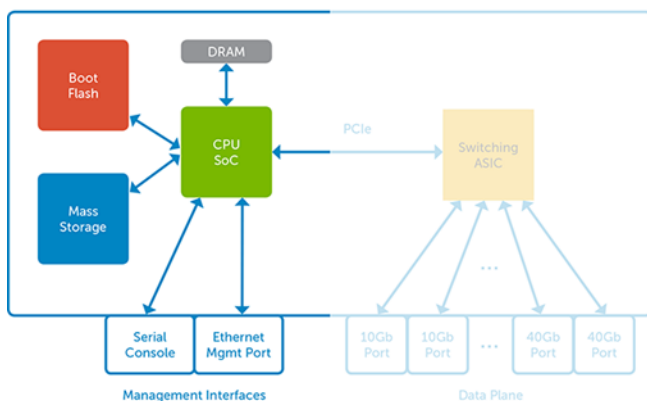 DRAM
Boot
Flash
CPU
SoC
PCIe
Switching
ASIC
Mass
Storage
...
Serial
Console
Ethernet
Mgmt Port
10Gb
Port
10Gb
Port
...
40Gb
Port
40Gb
Port
Management Interfaces
Data Plane